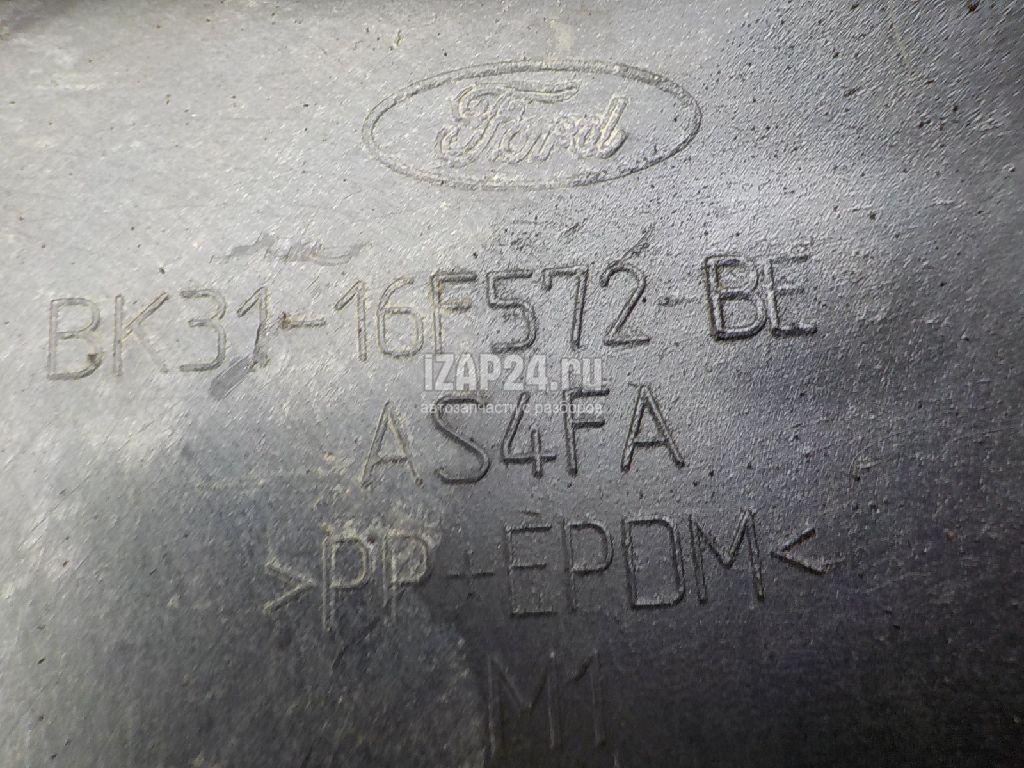 Ford
BK31-16F572-BE
IZAP24.ru
автозапчасти с разборов
AS4FA
>PP+EPDM<
M1